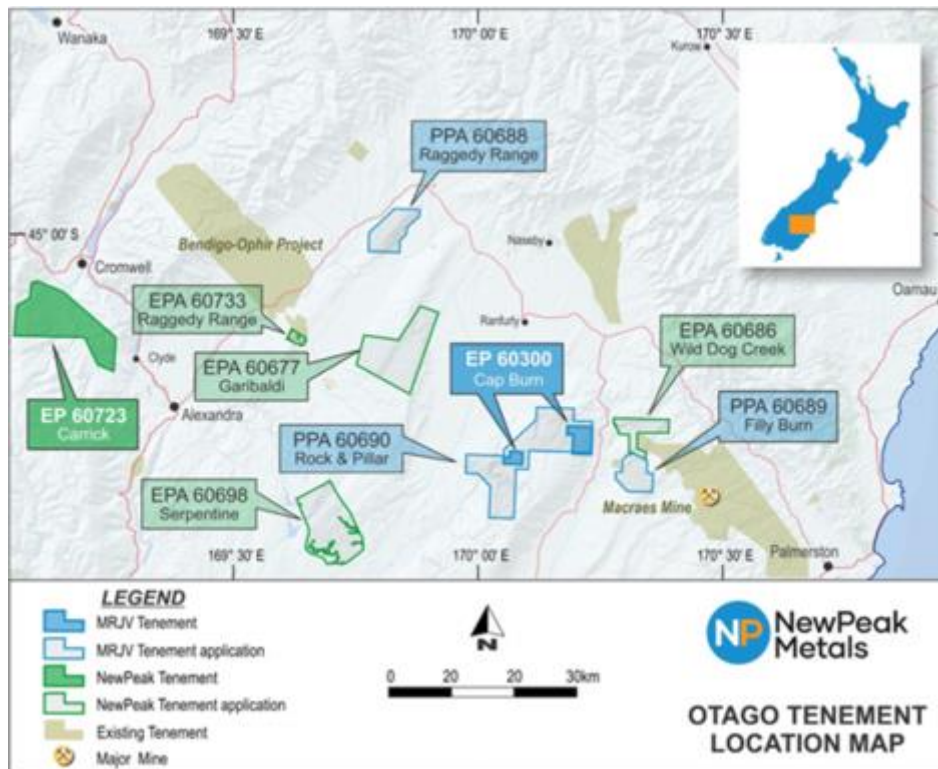 Wanaka
169° 30' E
170° 00' E
170° 30' E
Kurow
PPA 60688
Raggedy Range
45° 00' S
Bendigo-Ophir Project
Naseby
Cromwell
Oamau
EPA 60733
Raggedy Range
Ranfurly
EPA 60686
Wild Dog Creek
Clyde
EPA 60677
Garibaldi
EP 60300
Cap Burn
EP 60723
Carrick
Alexandra
PPA 60689
Filly Burn
PPA 60690
Rock & Pillar
EPA 60698
Serpentine
Macraes Mine
169° 30' E
170° 00' E
170° 30' E
Palmerston
LEGEND
MRJV Tenement
MRJV Tenement application
NewPeak Tenement
NewPeak Tenement application
Existing Tenement
Major Mine
N
0 20 20 30km
NP NewPeak
Metals
OTAGO TENEMENT
LOCATION MAP